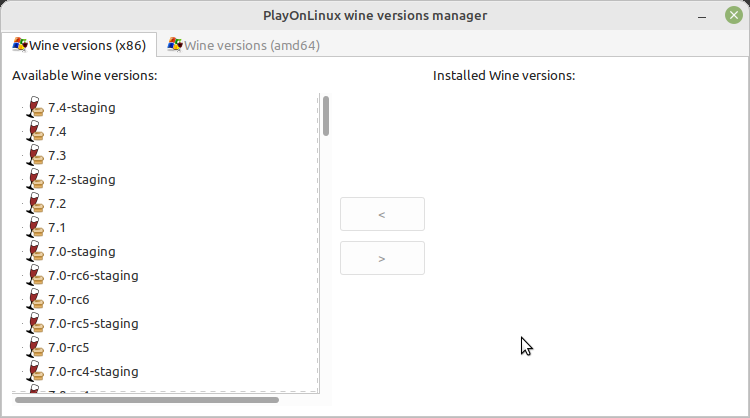 PlayOnLinux wine versions manager
Wine versions (x86)
Wine versions (amd64)
Available Wine versions:
Installed Wine versions:
7.4-staging
7.4
7.3
7.2-staging
7.2
7.1
7.0-staging
7.0-rc6-staging
7.0-rc6
7.0-rc5-staging
7.0-rc5
7.0-rc4-staging
<
>